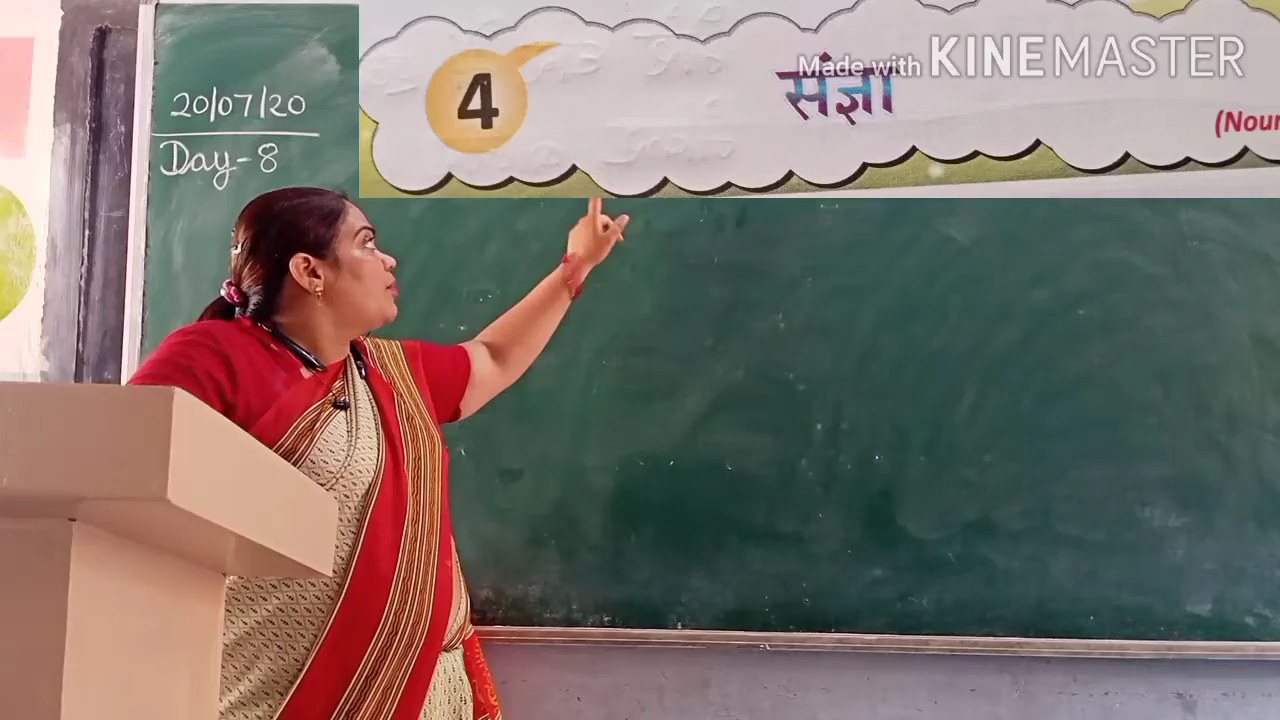 20/07/20
Day-8
4
संज्ञा
Made with KINEMASTER
(Noun